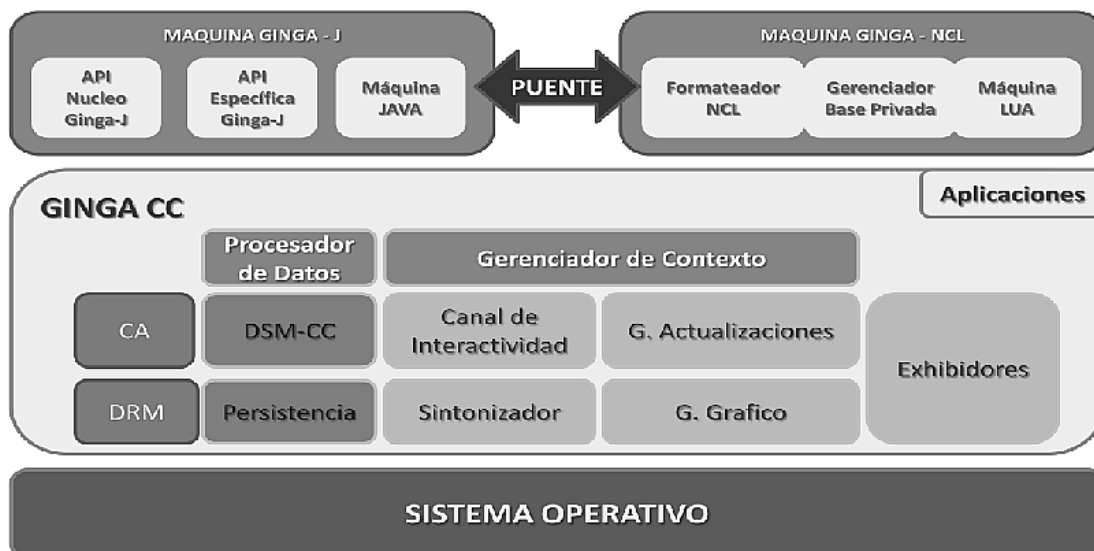 MAQUINA GINGA - J
API
Nucleo
Ginga-J
API
Específica
Ginga-J
Máquina
JAVA
PUENTE
MAQUINA GINGA - NCL
Formateador
NCL
Gerenciador
Base Privada
Máquina
LUA
GINGA CC
Aplicaciones
Procesador
de Datos
Gerenciador de Contexto
CA
DSM-CC
Canal de
Interactividad
G. Actualizaciones
Exhibidores
DRM
Persistencia
Sintonizador
G. Grafico
SISTEMA OPERATIVO